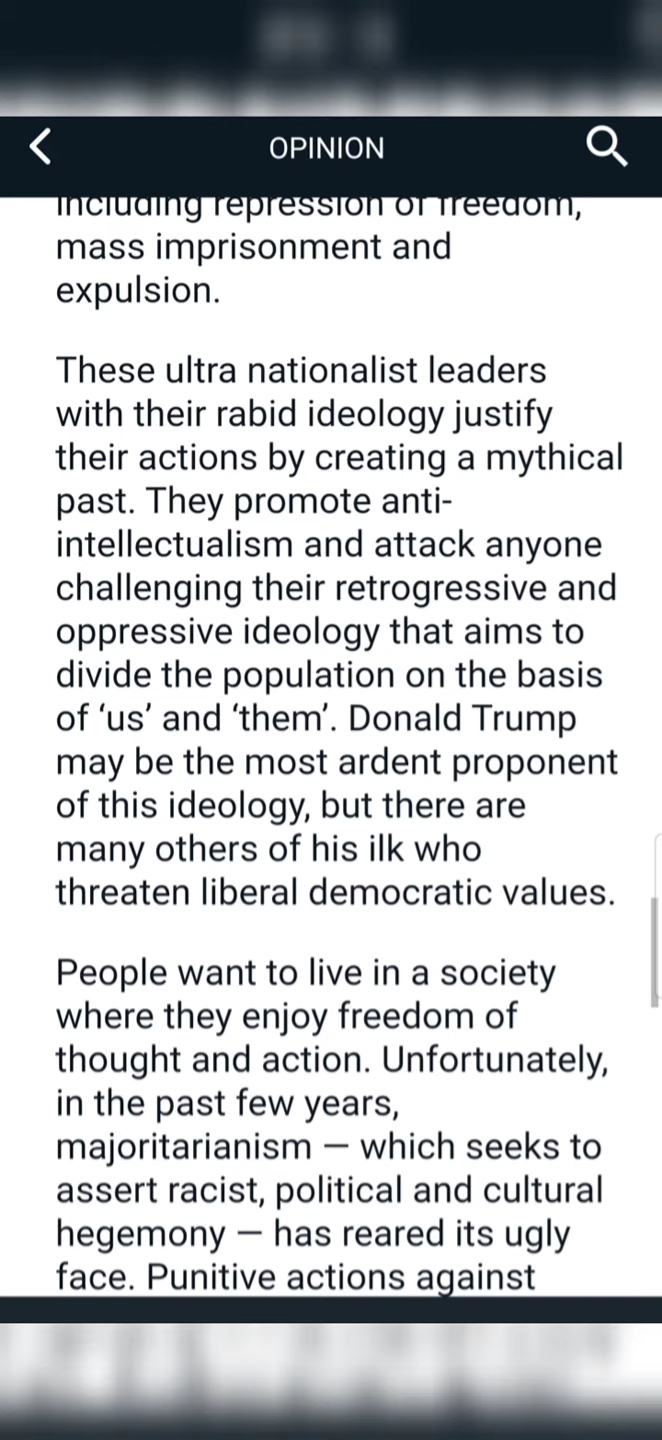 OPINION
including repression of freedom,
mass imprisonment and
expulsion.
These ultra nationalist leaders
with their rabid ideology justify
their actions by creating a mythical
past. They promote anti-
intellectualism and attack anyone
challenging their retrogressive and
oppressive ideology that aims to
divide the population on the basis
of ‘us’ and ‘them’. Donald Trump
may be the most ardent proponent
of this ideology, but there are
many others of his ilk who
threaten liberal democratic values.
People want to live in a society
where they enjoy freedom of
thought and action. Unfortunately,
in the past few years,
majoritarianism — which seeks to
assert racist, political and cultural
hegemony — has reared its ugly
face. Punitive actions against